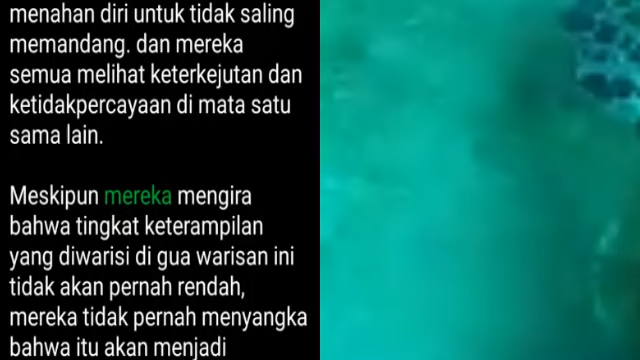 menahan diri untuk tidak saling
memandang. dan mereka
semua melihat keterkejutan dan
ketidakpercayaan di mata satu
sama lain.
Meskipun mereka mengira
bahwa tingkat keterampilan
yang diwarisi di gua warisan ini
tidak akan pernah rendah,
mereka tidak pernah menyangka
bahwa itu akan menjadi